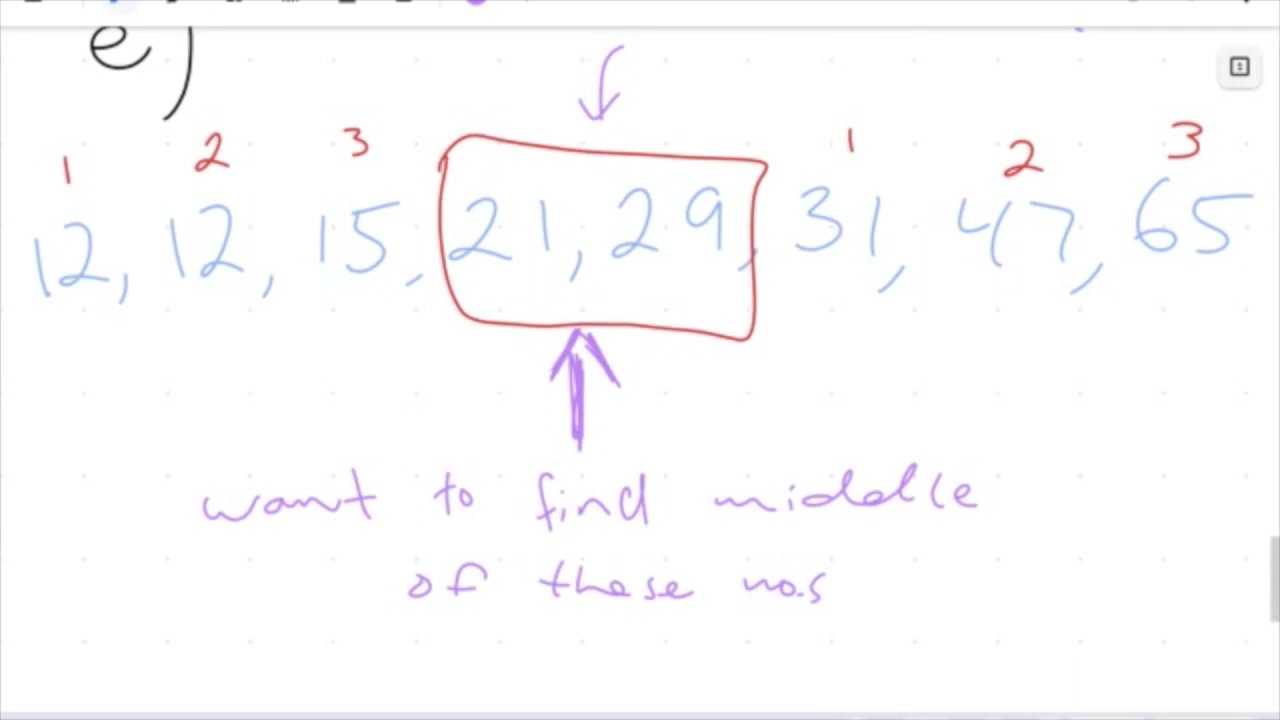 e)
1 2 3 1 2 3
12, 12, 15, 21, 29, 31, 47, 65
want to find middle
of these no.s